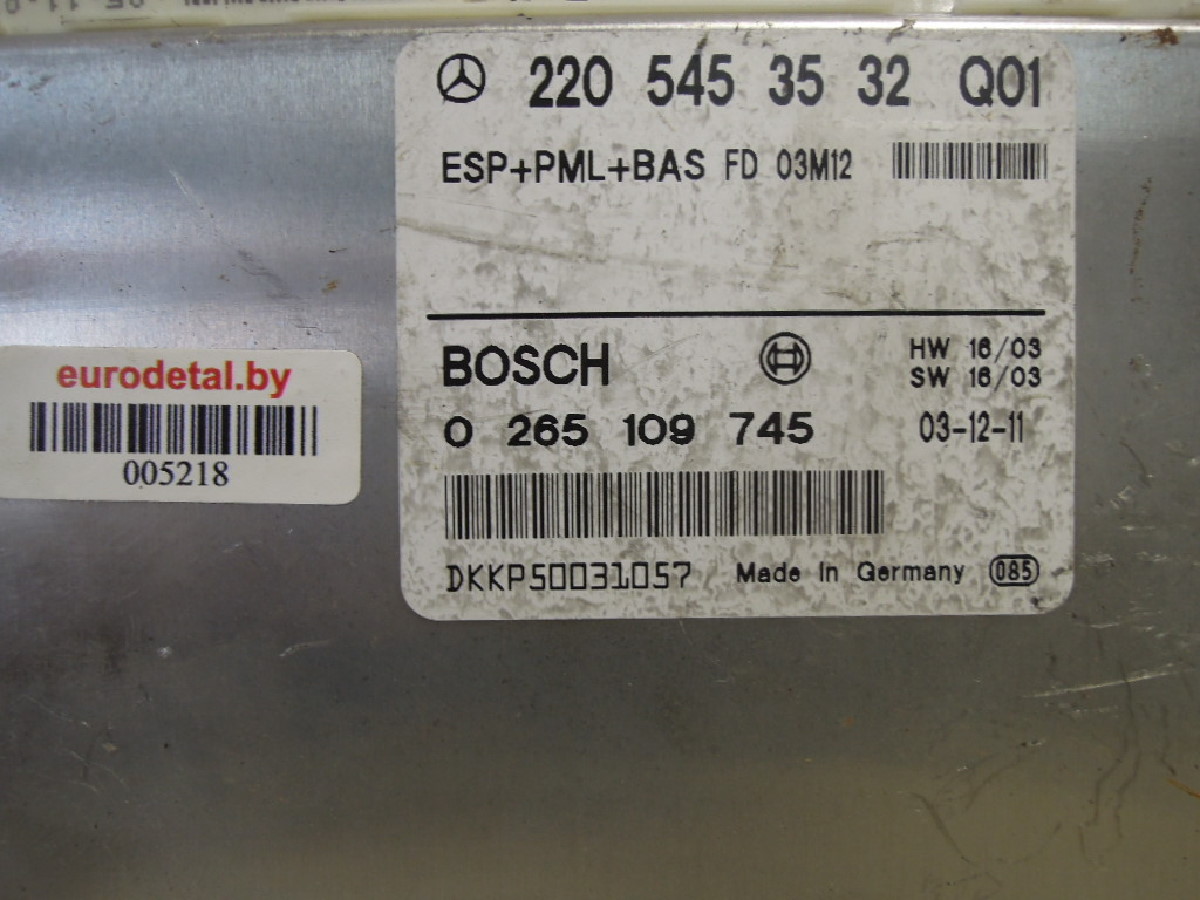 220 545 35 32 Q01
ESP+PML+BAS FD 03M12
BOSCH
HW 16/03
SW 16/03
0 265 109 745
03-12-11
DKKP50031057
Made In Germany
085
eurodetal.by
005218